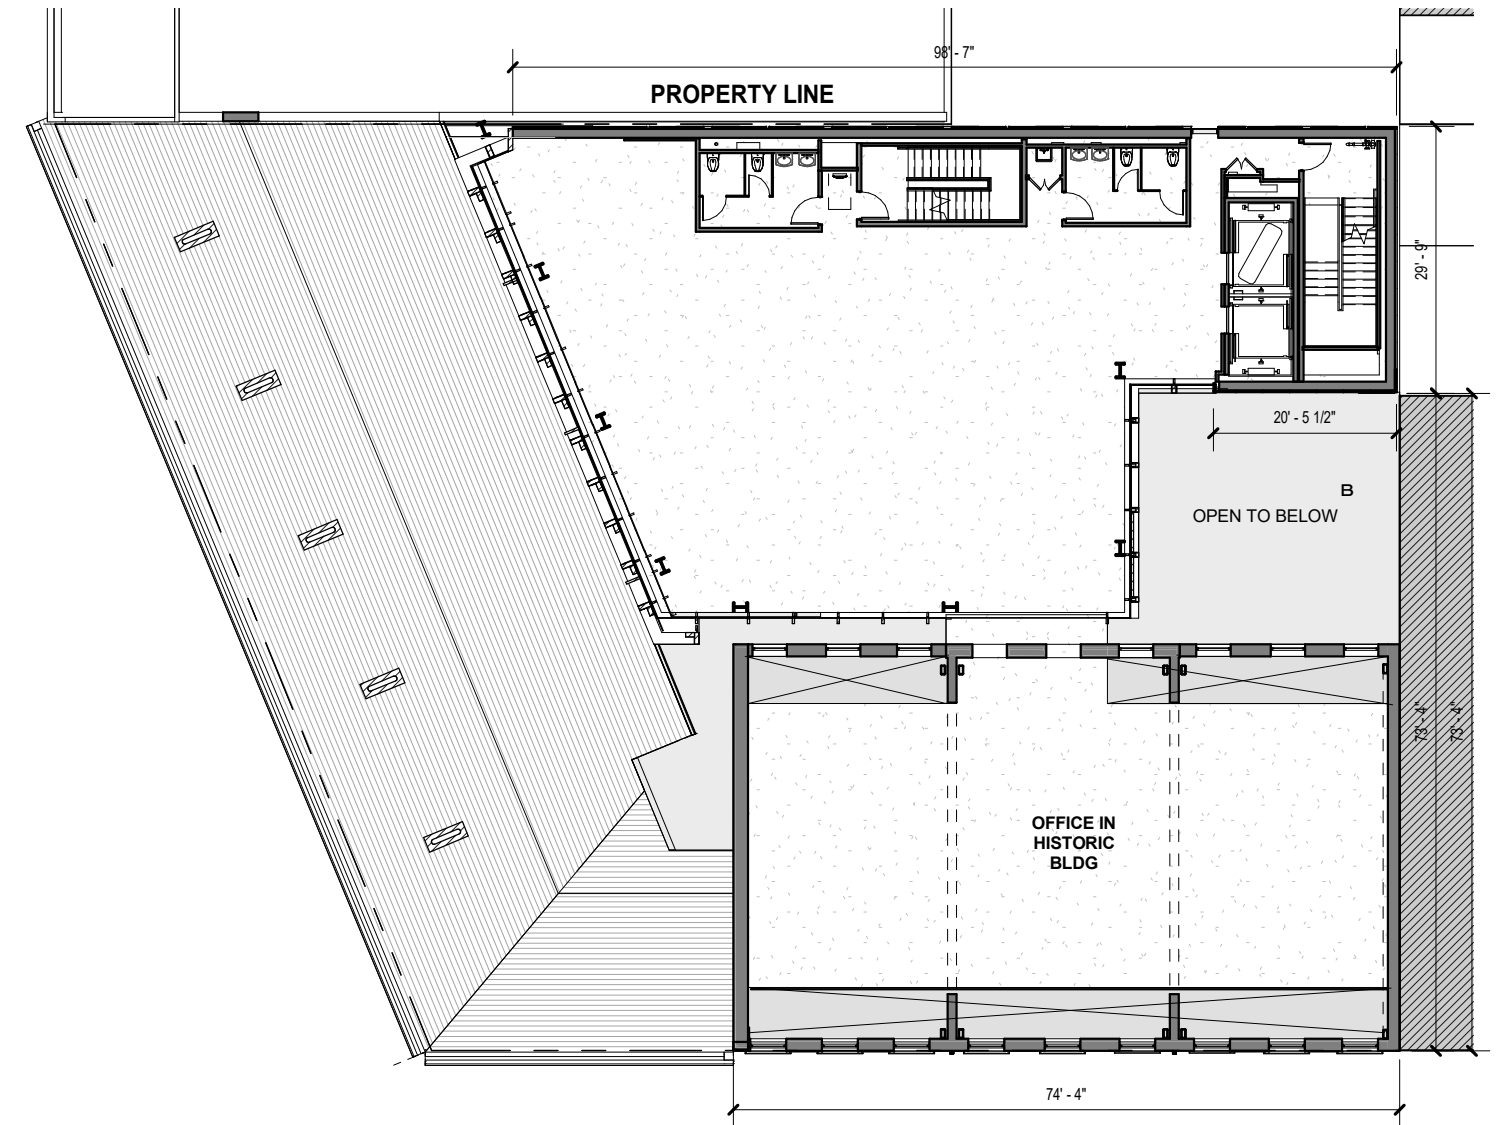 98' - 7"
PROPERTY LINE
29' - 9"
20' - 5 1/2"
B
OPEN TO BELOW
73' - 4"
73' - 4"
OFFICE IN
HISTORIC
BLDG
74' - 4"